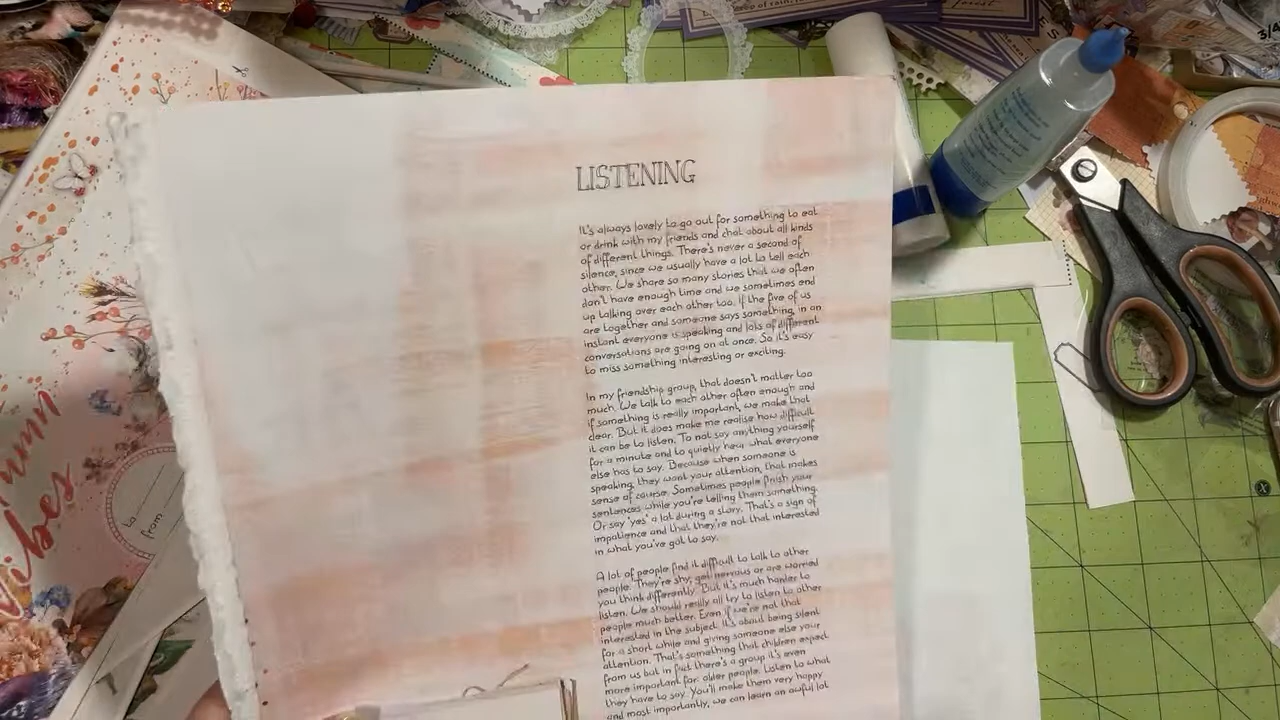 LISTENING
It's always lovely to go out for something to eat
or drink with my friends and chat about all kinds
of different things. There's never a second of
silence, since we usually have a lot to tell each
other. We share so many stories that we often
don't have enough time and we sometimes end
up talking over each other too. If the five of us
are together and someone says something, in an
instant everyone is speaking and lots of different
conversations are going on at once. So it's easy
to miss something interesting or exciting.
In my friendship group, that doesn't matter too
much. We talk to each other often enough and
if something is really important, we make that
clear. But it does make me realise how difficult
it can be to listen. To not say anything yourself
for a minute and to quietly hear what everyone
else has to say. Because when someone is
speaking, they want your attention, that makes
sense of course. Sometimes people finish your
sentences while you're telling them something.
Or say 'yes' a lot during a story. That's a sign of
impatience and that they're not that interested
in what you've got to say.
A lot of people find it difficult to talk to other
people. They're shy, get nervous or are worried
you think differently. But it's much harder to
listen. We should really all try to listen to other
people much better. Even if we're not that
interested in the subject. It's about being silent
for a short while and giving someone else your
attention. That's something that children expect
from us but in fact there's a group it's even
more important for: older people. Listen to what
they have to say. You'll make them very happy
and most importantly, we can learn an awful lot
vibes
to
from
forest